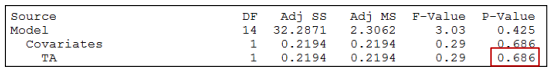 Source DF Adj SS Adj MS F-Value P-Value
Model 14 32.2871 2.3062 3.03 0.425
Covariates 1 0.2194 0.2194 0.29 0.686
TA 1 0.2194 0.2194 0.29 0.686